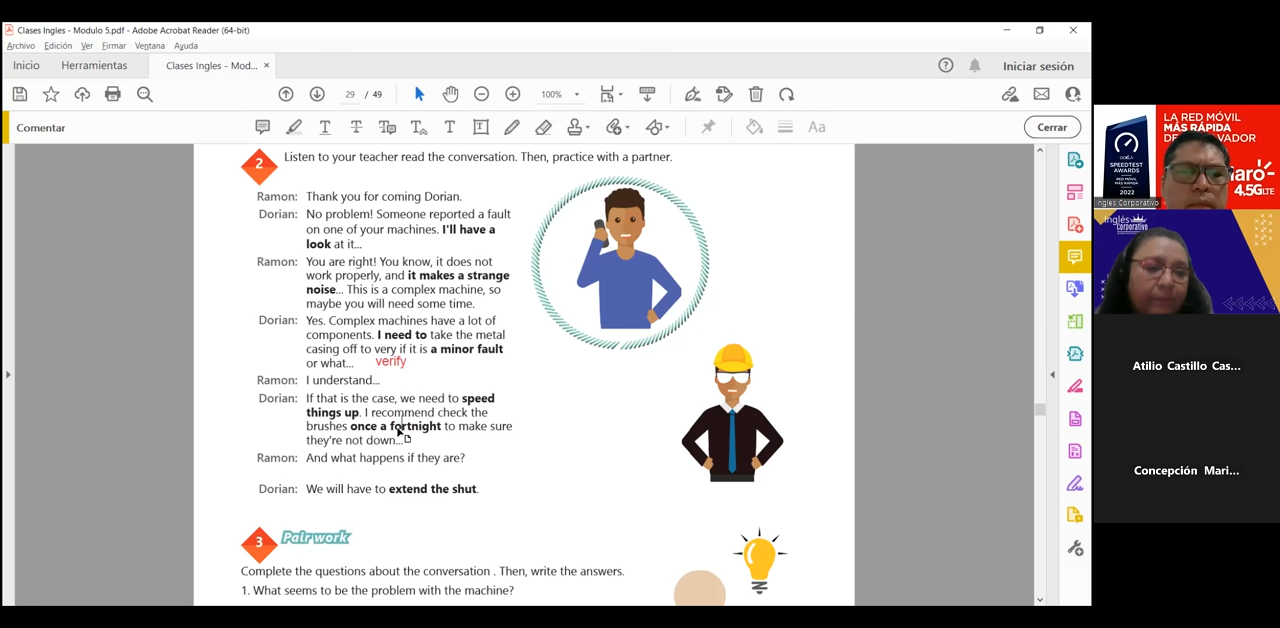 Clases Ingles - Modulo 5.pdf - Adobe Acrobat Reader (64-bit)
Archivo Edición Ver Firmar Ventana Ayuda
Inicio Herramientas Clases Ingles - Mod... × Iniciar sesión
29 / 49 100%
Comentar Cerrar
2 Listen to your teacher read the conversation. Then, practice with a partner.
Ramon: Thank you for coming Dorian.
Dorian: No problem! Someone reported a fault
on one of your machines. I'll have a
look at it...
Ramon: You are right! You know, it does not
work properly, and it makes a strange
noise... This is a complex machine, so
maybe you will need some time.
Dorian: Yes. Complex machines have a lot of
components. I need to take the metal
casing off to very if it is a minor fault
or what... verify
Ramon: I understand...
Dorian: If that is the case, we need to speed
things up. I recommend check the
brushes once a fortnight to make sure
they're not down...
Ramon: And what happens if they are?
Dorian: We will have to extend the shut.
3 Pair work
Complete the questions about the conversation . Then, write the answers.
1. What seems to be the problem with the machine?
LA RED MÓVIL
MÁS RÁPIDA
SPEEDTEST
AWARDS
2022
4.5G LTE
Ingles Corporativo
Inglés
Corporativo
Atilio Castillo Cas...
Concepción Mari...